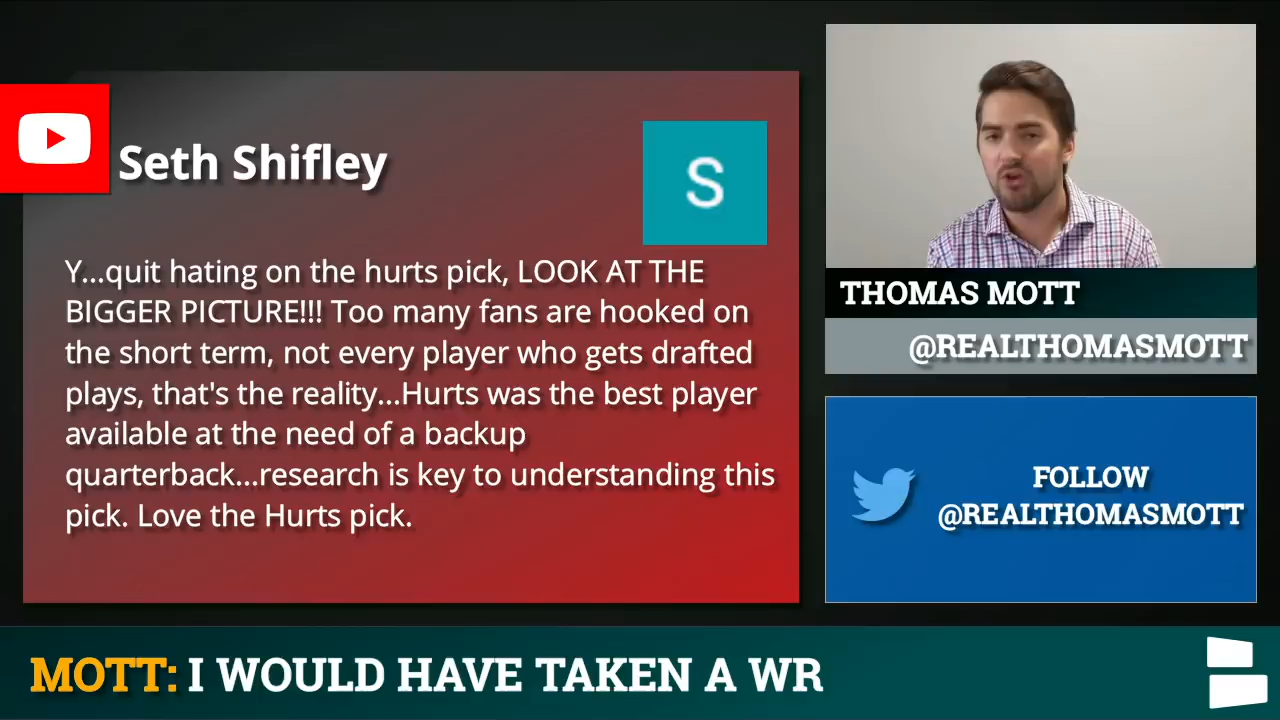 Seth Shifley
S
Y...quit hating on the hurts pick, LOOK AT THE
BIGGER PICTURE!!! Too many fans are hooked on
the short term, not every player who gets drafted
plays, that's the reality...Hurts was the best player
available at the need of a backup
quarterback...research is key to understanding this
pick. Love the Hurts pick.
THOMAS MOTT
@REALTHOMASMOTT
FOLLOW
@REALTHOMASMOTT
MOTT: I WOULD HAVE TAKEN A WR